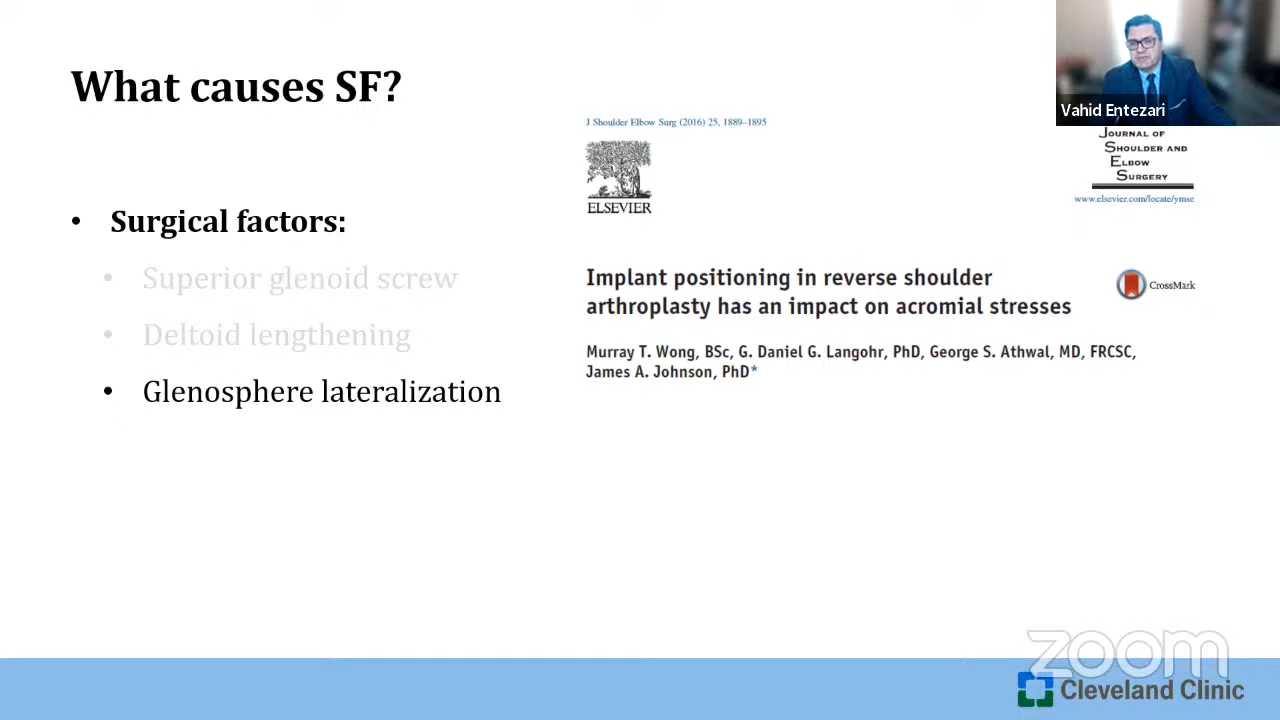 What causes SF?
Vahid Entezari
J Shoulder Elbow Surg (2016) 25, 1889–1895
JOURNAL OF
SHOULDER AND
ELBOW
SURGERY
ELSEVIER
www.elsevier.com/locate/ymse
• Surgical factors:
• Superior glenoid screw
• Deltoid lengthening
• Glenosphere lateralization
Implant positioning in reverse shoulder
arthroplasty has an impact on acromial stresses
CrossMark
Murray T. Wong, BSc, G. Daniel G. Langohr, PhD, George S. Athwal, MD, FRCSC,
James A. Johnson, PhD*
zoom
Cleveland Clinic